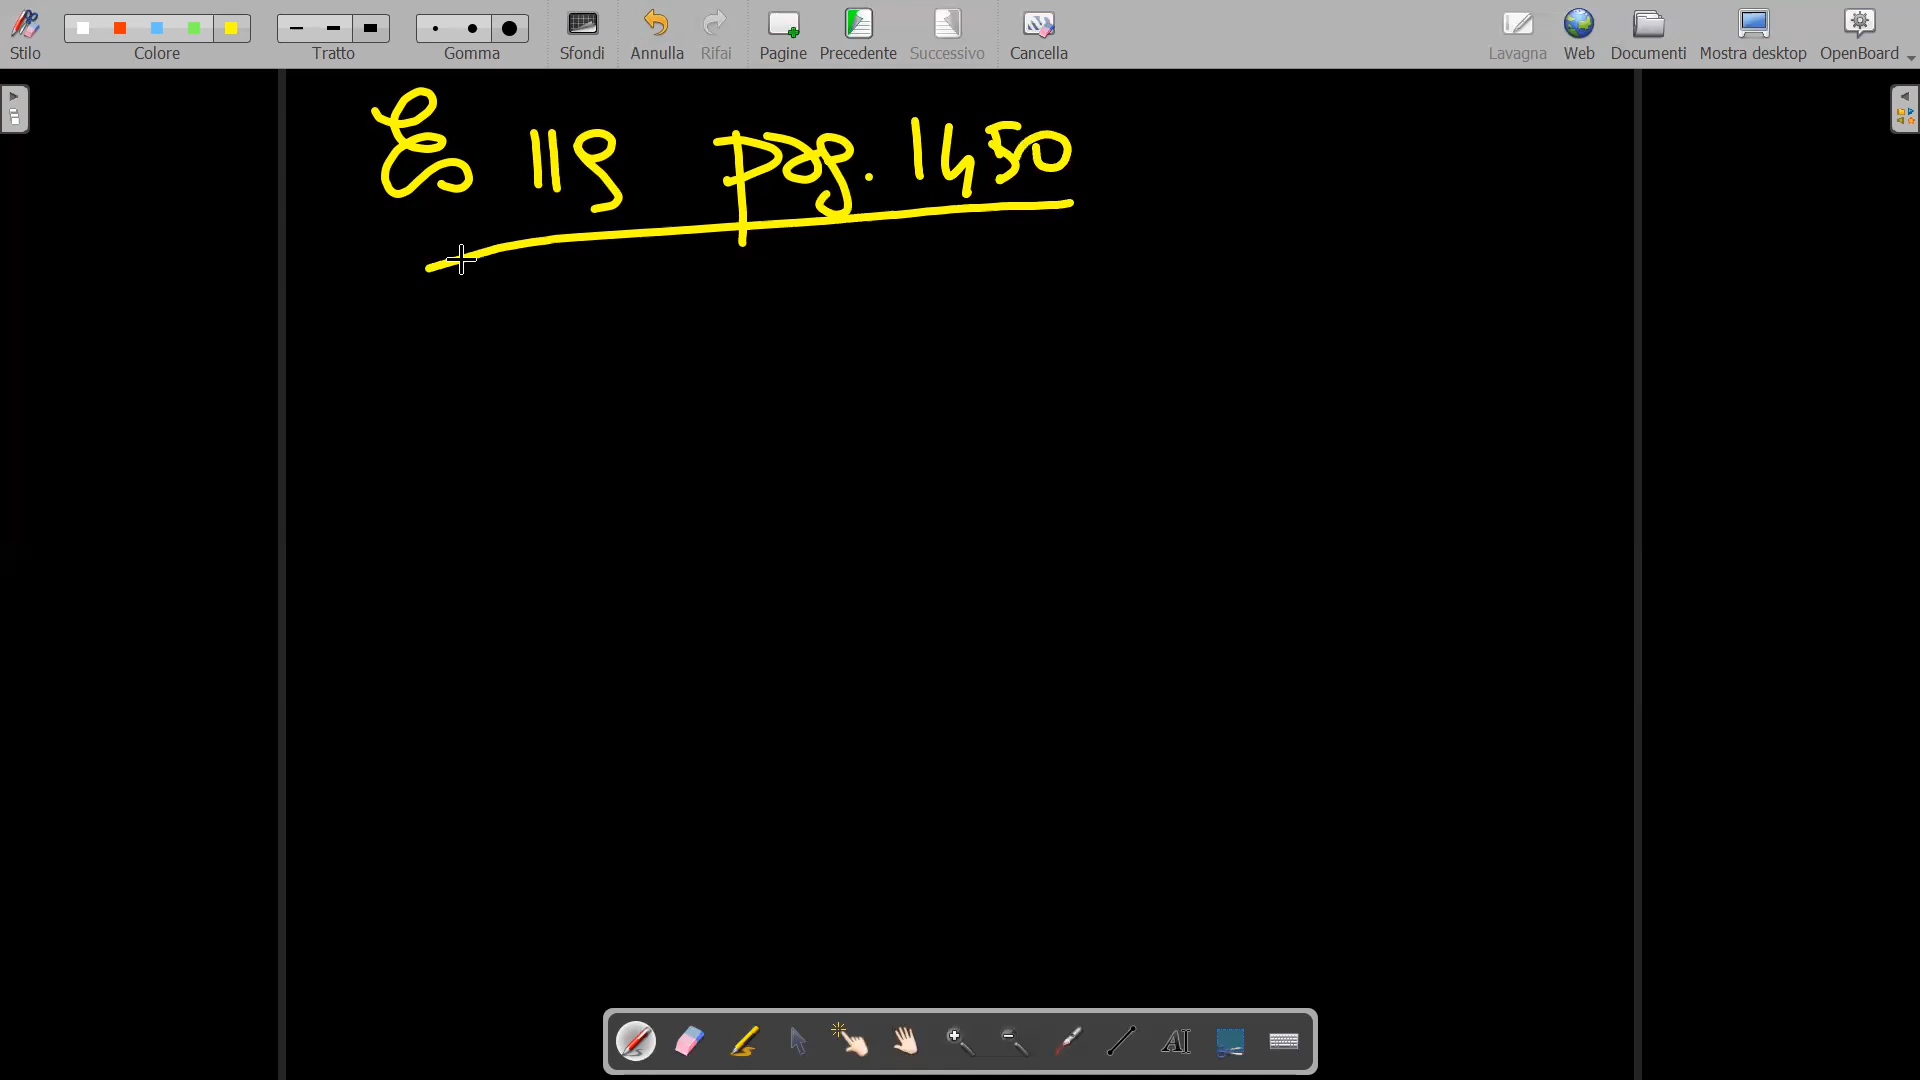 Stilo Colore Tratto Gomma Sfondi Annulla Rifai Pagine Precedente Successivo Cancella Lavagna Web Documenti Mostra desktop OpenBoard
Es 119 pag. 1450
AI